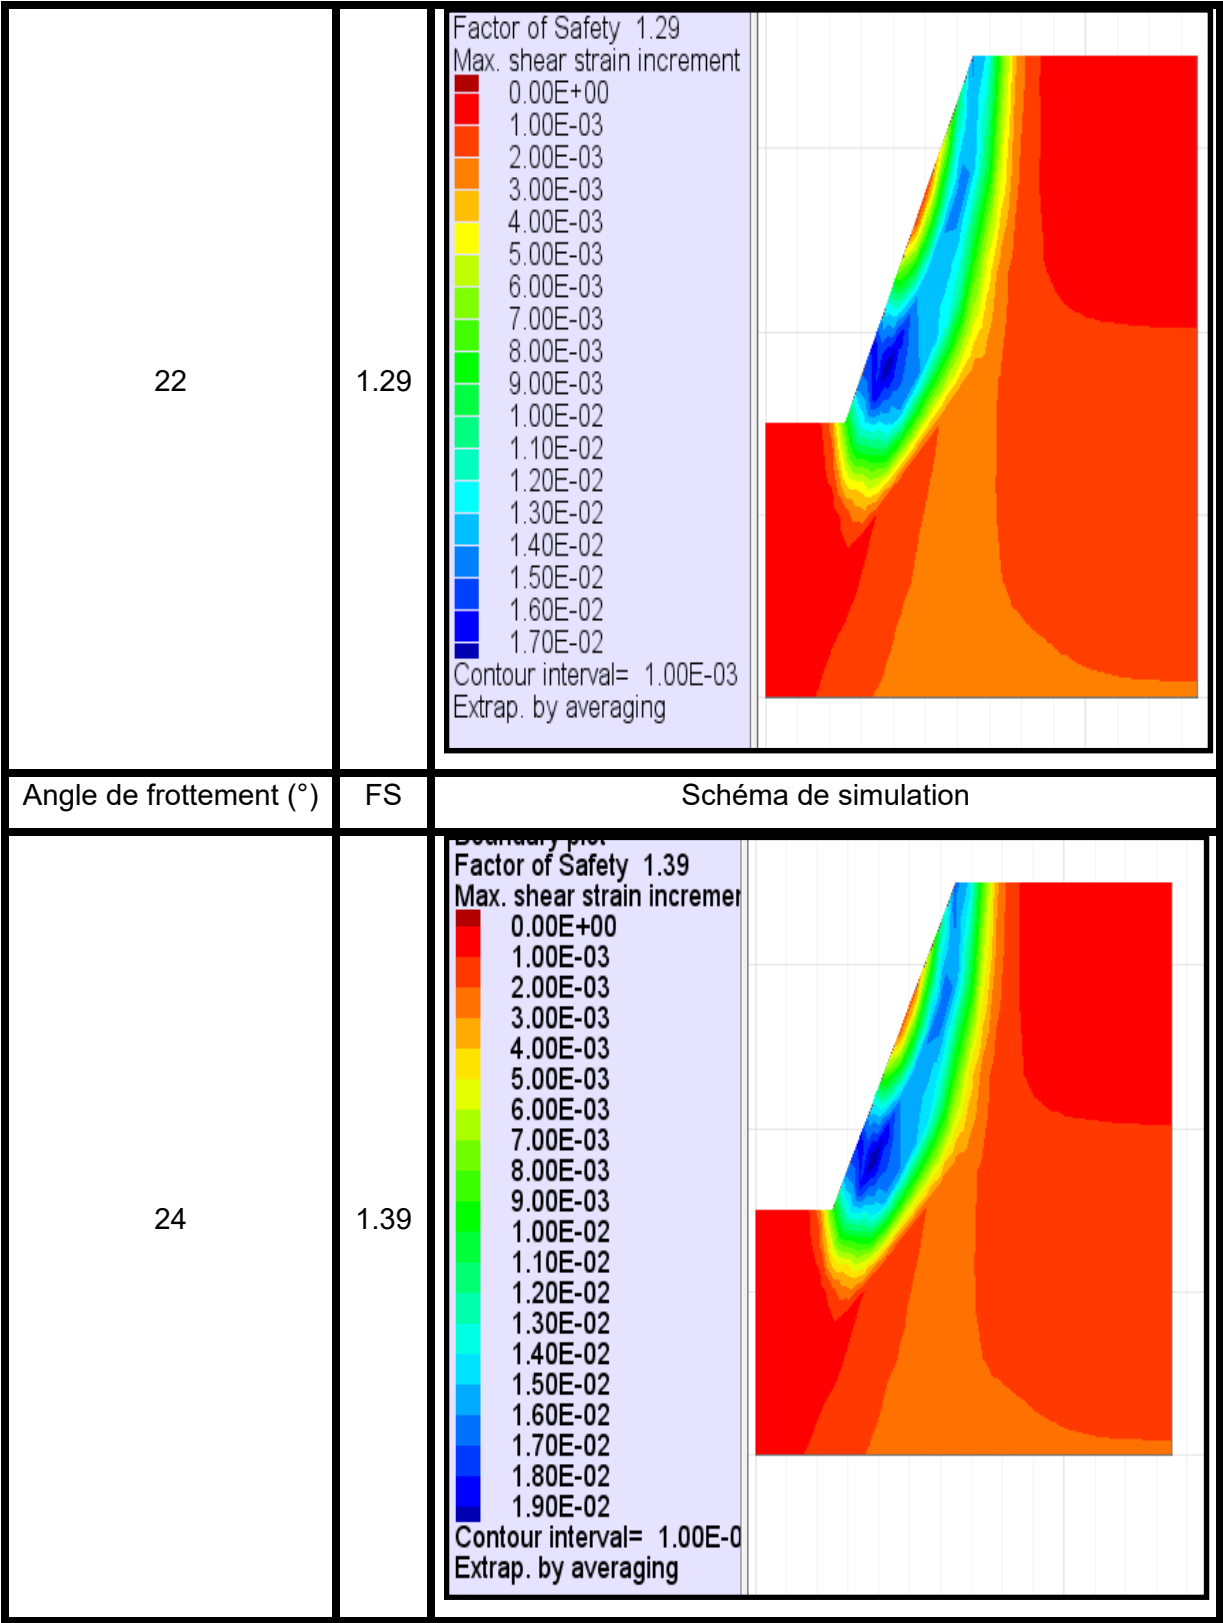 22
1.29
Factor of Safety 1.29
Max. shear strain increment
0.00E+00
1.00E-03
2.00E-03
3.00E-03
4.00E-03
5.00E-03
6.00E-03
7.00E-03
8.00E-03
9.00E-03
1.00E-02
1.10E-02
1.20E-02
1.30E-02
1.40E-02
1.50E-02
1.60E-02
1.70E-02
Contour interval= 1.00E-03
Extrap. by averaging
Angle de frottement (°)
FS
Schéma de simulation
24
1.39
Boundary plot
Factor of Safety 1.39
Max. shear strain incremen
0.00E+00
1.00E-03
2.00E-03
3.00E-03
4.00E-03
5.00E-03
6.00E-03
7.00E-03
8.00E-03
9.00E-03
1.00E-02
1.10E-02
1.20E-02
1.30E-02
1.40E-02
1.50E-02
1.60E-02
1.70E-02
1.80E-02
1.90E-02
Contour interval= 1.00E-0
Extrap. by averaging